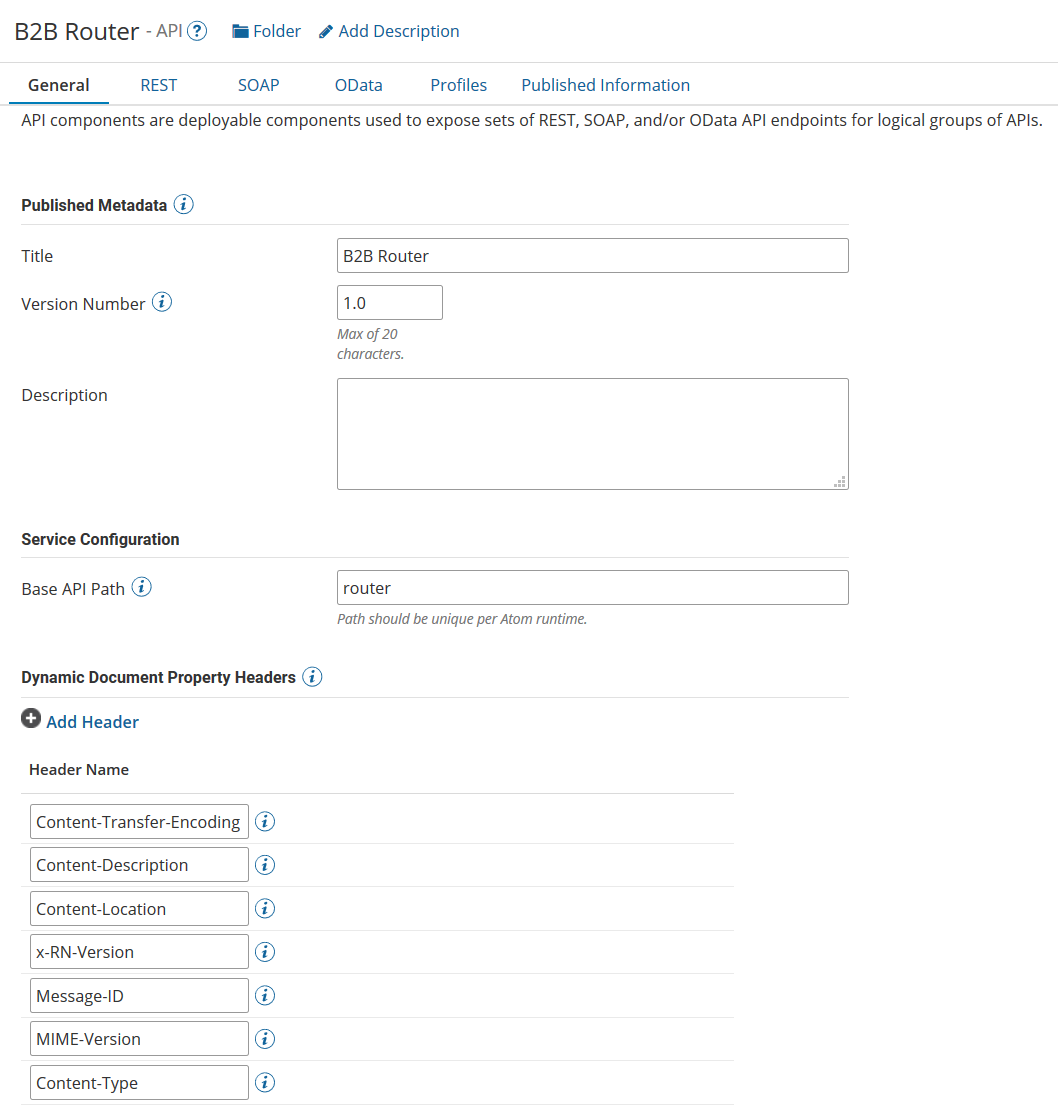 B2B Router - API ? Folder Add Description
General REST SOAP OData Profiles Published Information
API components are deployable components used to expose sets of REST, SOAP, and/or OData API endpoints for logical groups of APIs.
Published Metadata i
Title B2B Router
Version Number i 1.0
Max of 20
characters.
Description
Service Configuration
Base API Path i router
Path should be unique per Atom runtime.
Dynamic Document Property Headers i
Add Header
Header Name
Content-Transfer-Encoding i
Content-Description i
Content-Location i
x-RN-Version i
Message-ID i
MIME-Version i
Content-Type i